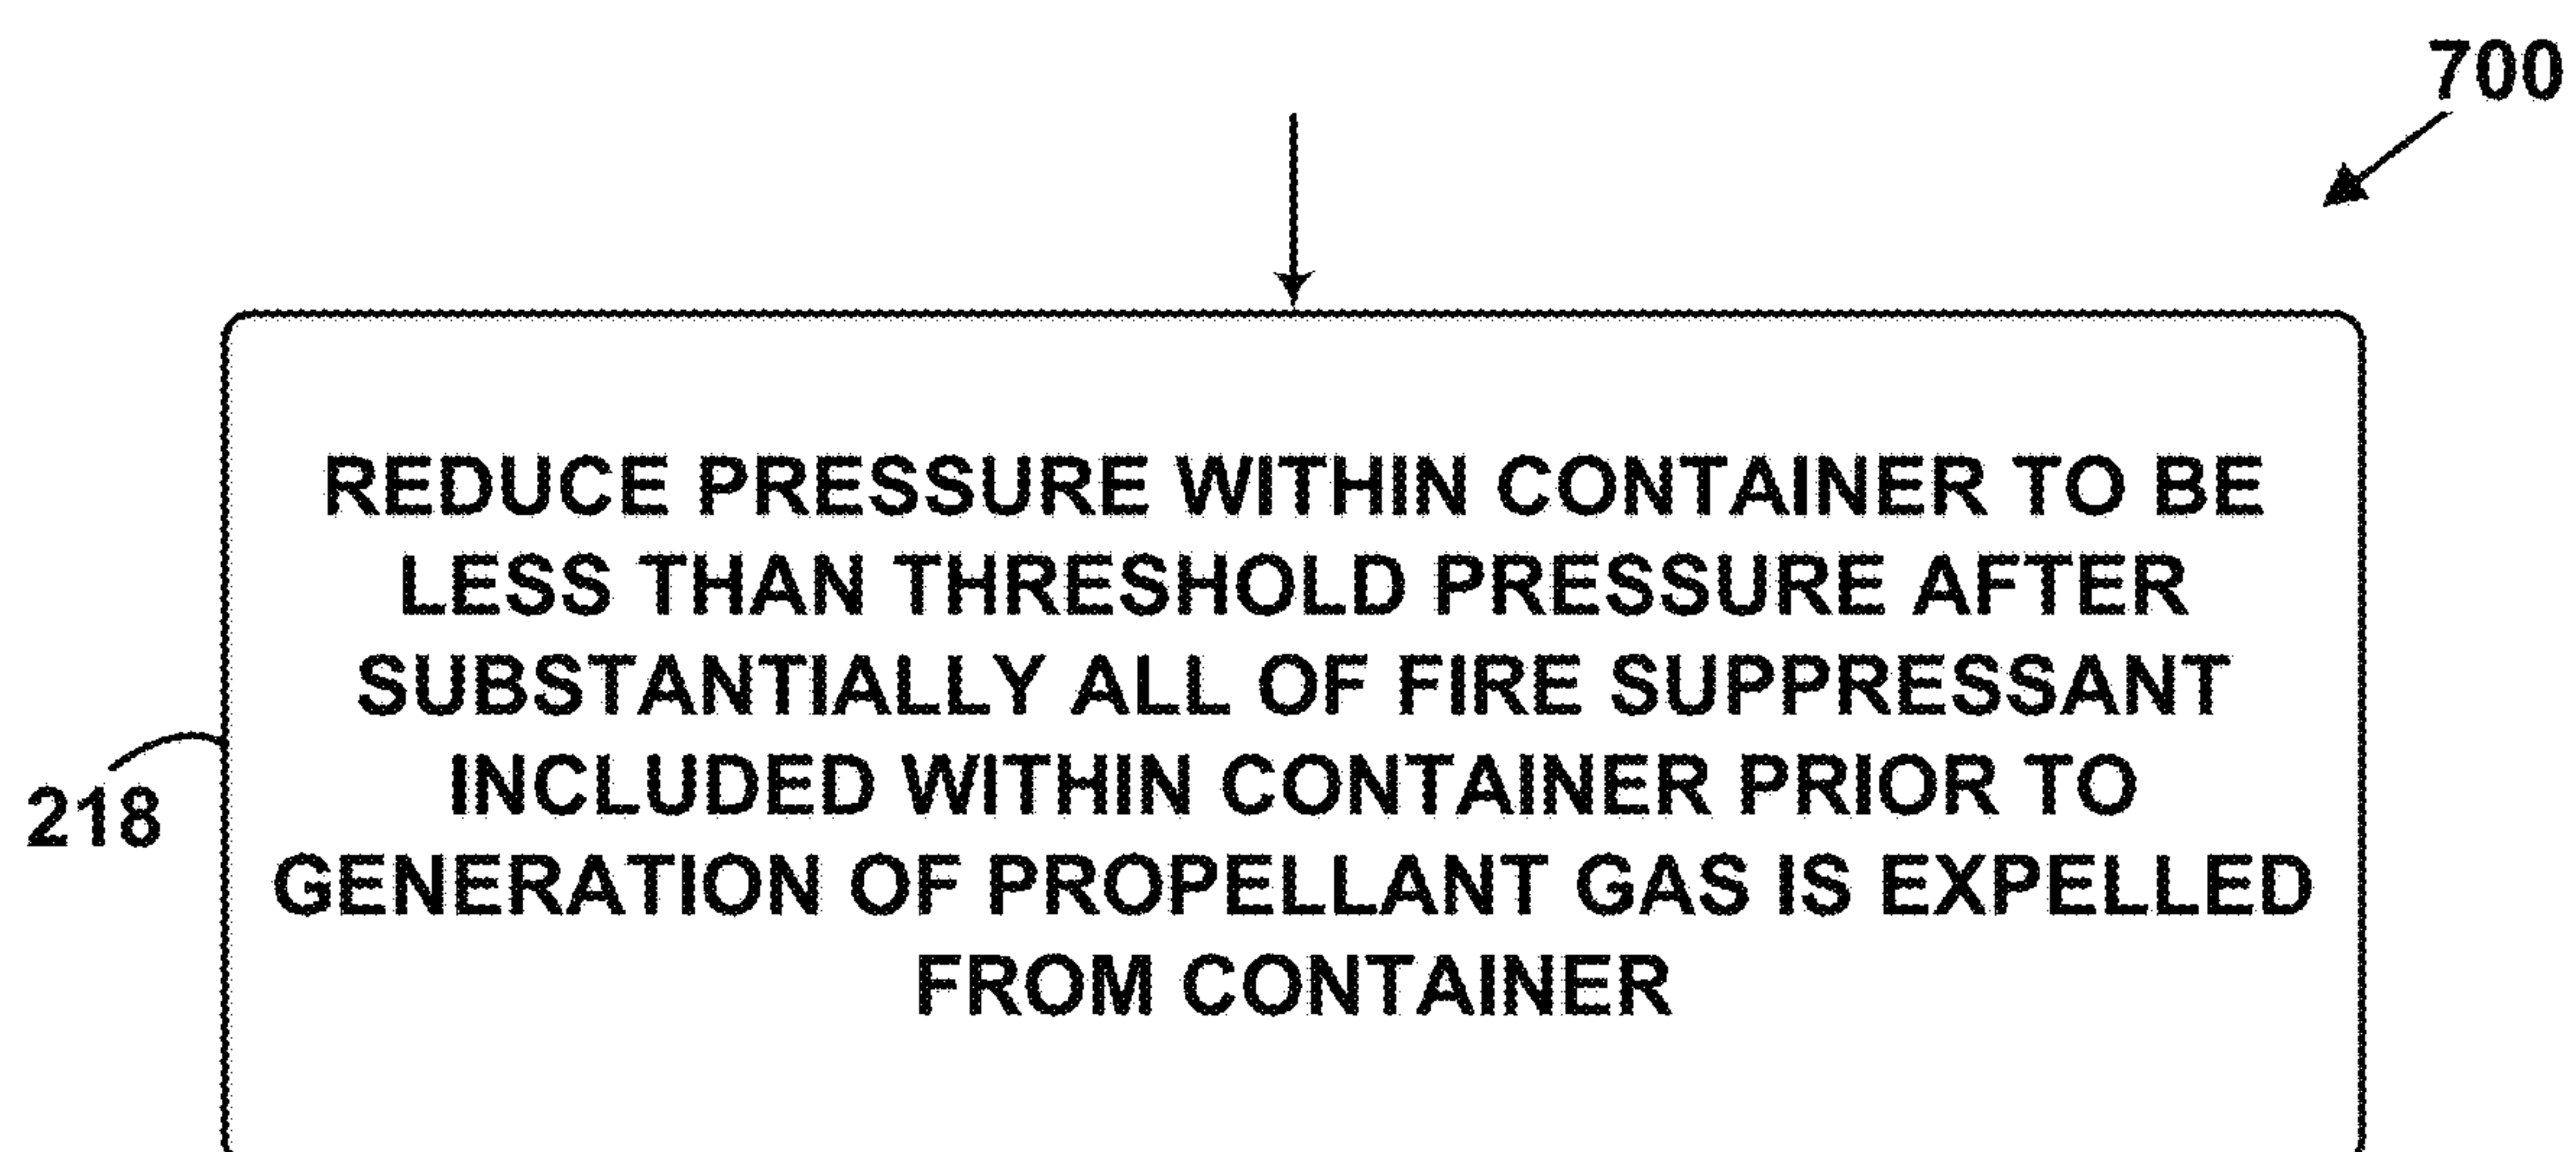 700
REDUCE PRESSURE WITHIN CONTAINER TO BE
LESS THAN THRESHOLD PRESSURE AFTER
SUBSTANTIALLY ALL OF FIRE SUPPRESSANT
INCLUDED WITHIN CONTAINER PRIOR TO
GENERATION OF PROPELLANT GAS IS EXPELLED
FROM CONTAINER
218